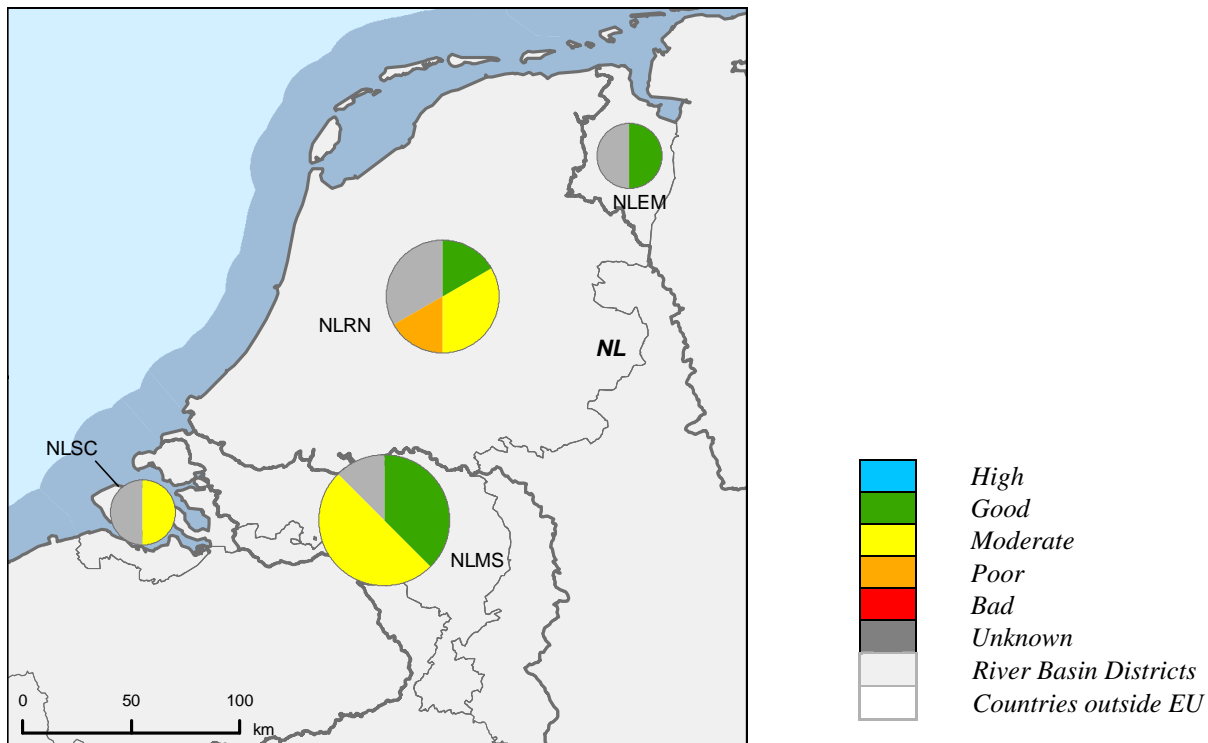 NLEM
NLRN
NL
NLSC
NLMS
0 50 100
km
High
Good
Moderate
Poor
Bad
Unknown
River Basin Districts
Countries outside EU